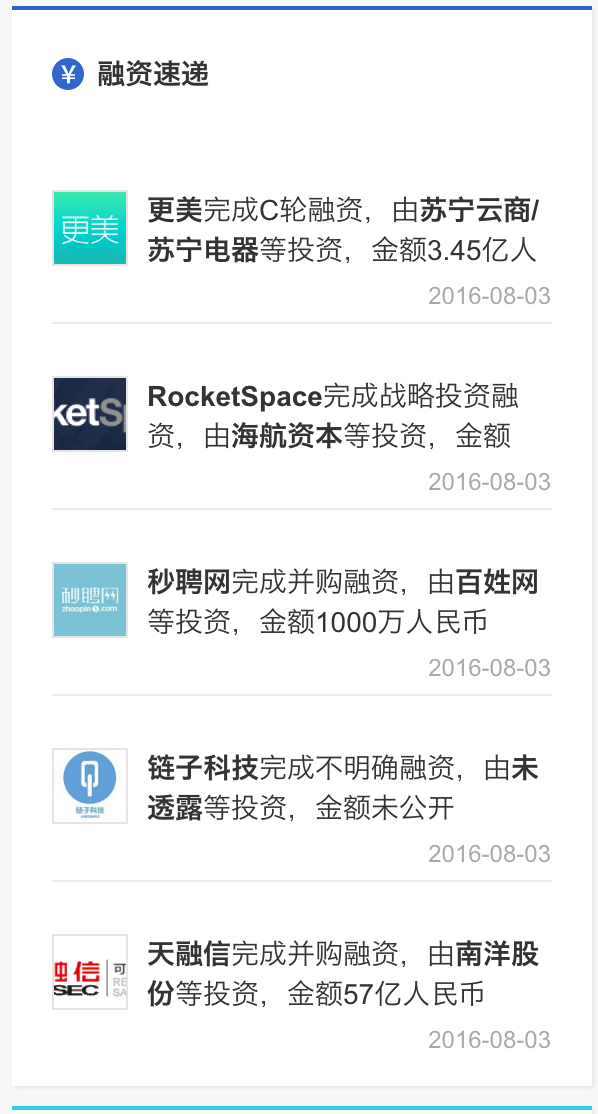 ¥ 融资速递
更美
更美完成C轮融资，由苏宁云商/
苏宁电器等投资，金额3.45亿人
2016-08-03
ketSp
RocketSpace完成战略投资融
资，由海航资本等投资，金额
2016-08-03
秒聘网
zhaopin.com
秒聘网完成并购融资，由百姓网
等投资，金额1000万人民币
2016-08-03
链子科技
链子科技完成不明确融资，由未
透露等投资，金额未公开
2016-08-03
融信 可
SEC RE
SA
天融信完成并购融资，由南洋股
份等投资，金额57亿人民币
2016-08-03